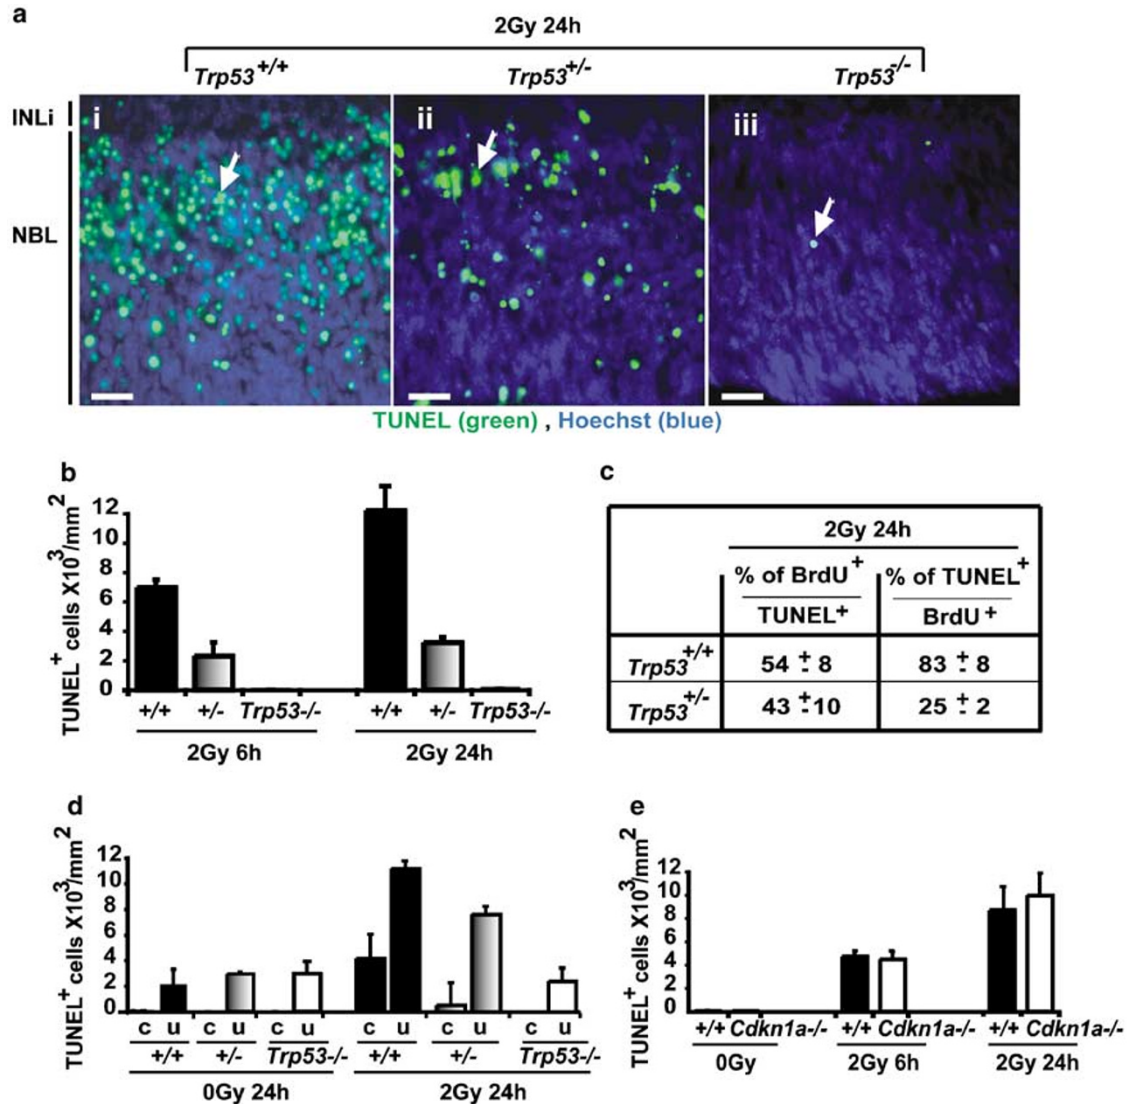 a
2Gy 24h
Trp53+/+ Trp53+/- Trp53-/-
INLi
NBL
i ii iii
TUNEL (green) , Hoechst (blue)
b
TUNEL+ cells X10³/mm²
12
10
8
6
4
2
0
+/+ +/- Trp53-/- +/+ +/- Trp53-/-
2Gy 6h 2Gy 24h
c
2Gy 24h
% of BrdU+ % of TUNEL+
TUNEL+ BrdU+
Trp53+/+ 54 ± 8 83 ± 8
Trp53+/- 43 ± 10 25 ± 2
d
TUNEL+ cells X10³/mm²
12
10
8
6
4
2
0
c u c u c u c u c u c u
+/+ +/- Trp53-/- +/+ +/- Trp53-/-
0Gy 24h 2Gy 24h
e
TUNEL+ cells X10³/mm²
12
10
8
6
4
2
0
+/+ Cdkn1a-/- +/+ Cdkn1a-/- +/+ Cdkn1a-/-
0Gy 2Gy 6h 2Gy 24h